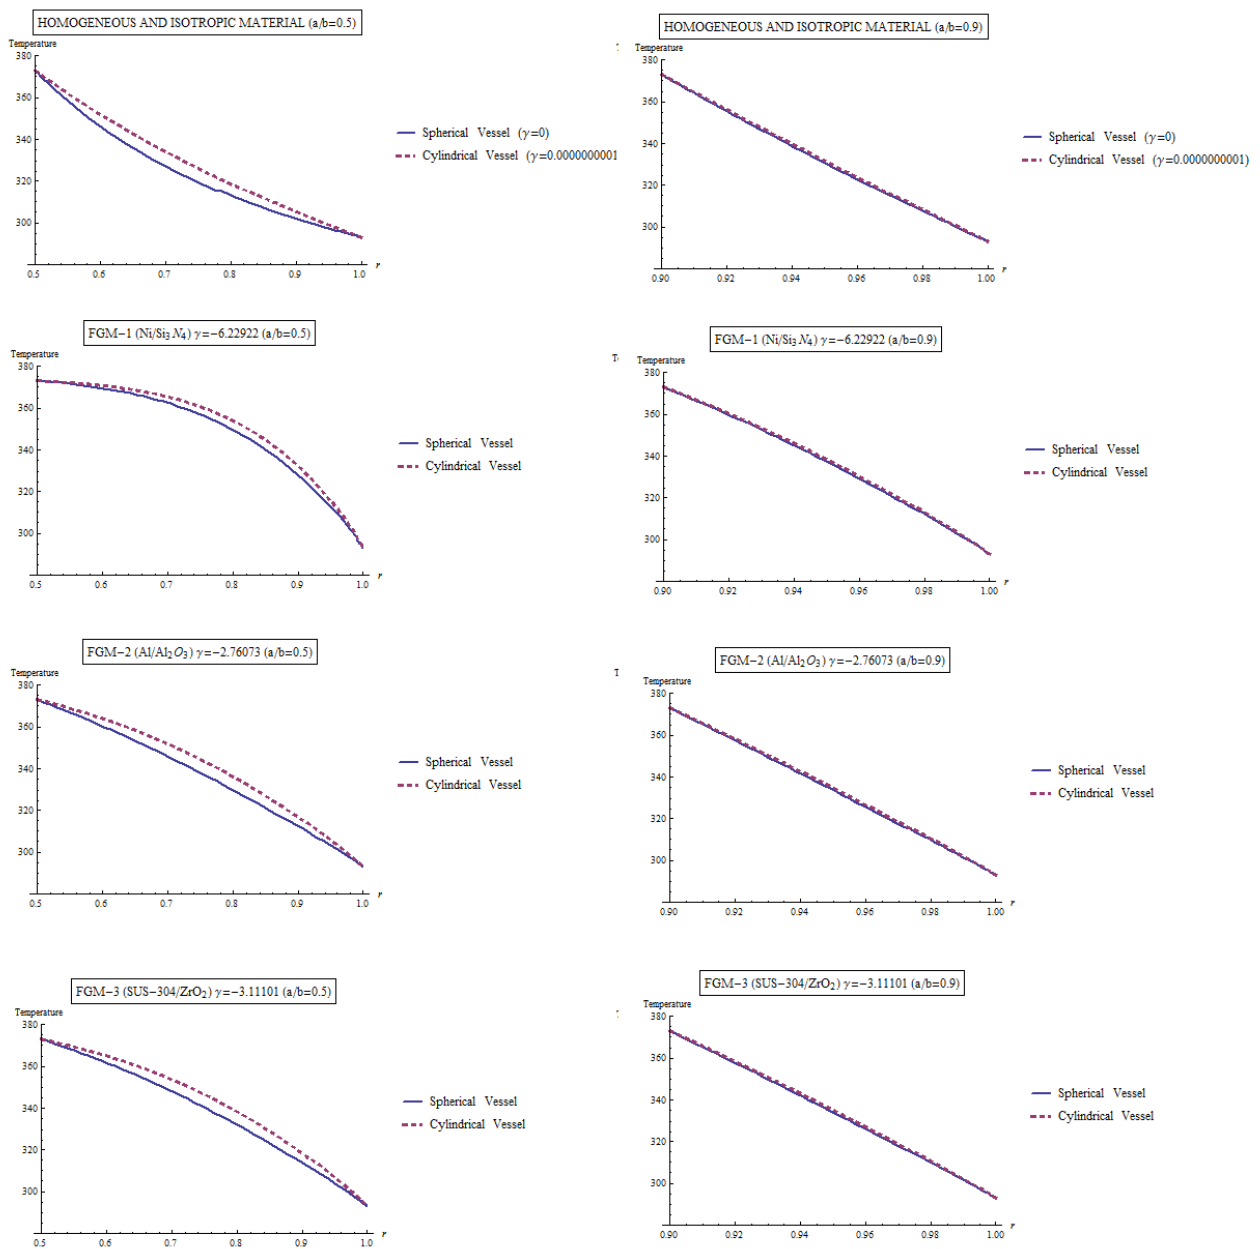 HOMOGENEOUS AND ISOTROPIC MATERIAL (a/b=0.5)
Temperature
380
360
340
320
300
0.5 0.6 0.7 0.8 0.9 1.0 r
Spherical Vessel (γ=0)
Cylindrical Vessel (γ=0.0000000001
HOMOGENEOUS AND ISOTROPIC MATERIAL (a/b=0.9)
Temperature
380
360
340
320
300
0.90 0.92 0.94 0.96 0.98 1.00 r
Spherical Vessel (γ=0)
Cylindrical Vessel (γ=0.0000000001)
FGM−1 (Ni/Si₃ N₄) γ=−6.22922 (a/b=0.5)
Temperature
380
360
340
320
300
0.5 0.6 0.7 0.8 0.9 1.0 r
Spherical Vessel
Cylindrical Vessel
FGM−1 (Ni/Si₃ N₄) γ=−6.22922 (a/b=0.9)
Temperature
380
360
340
320
300
0.90 0.92 0.94 0.96 0.98 1.00 r
Spherical Vessel
Cylindrical Vessel
FGM−2 (Al/Al₂O₃) γ=−2.76073 (a/b=0.5)
Temperature
380
360
340
320
300
0.5 0.6 0.7 0.8 0.9 1.0 r
Spherical Vessel
Cylindrical Vessel
FGM−2 (Al/Al₂O₃) γ=−2.76073 (a/b=0.9)
Temperature
380
360
340
320
300
0.90 0.92 0.94 0.96 0.98 1.00 r
Spherical Vessel
Cylindrical Vessel
FGM−3 (SUS−304/ZrO₂) γ=−3.11101 (a/b=0.5)
Temperature
380
360
340
320
300
0.5 0.6 0.7 0.8 0.9 1.0 r
Spherical Vessel
Cylindrical Vessel
FGM−3 (SUS−304/ZrO₂) γ=−3.11101 (a/b=0.9)
Temperature
380
360
340
320
300
0.90 0.92 0.94 0.96 0.98 1.00 r
Spherical Vessel
Cylindrical Vessel